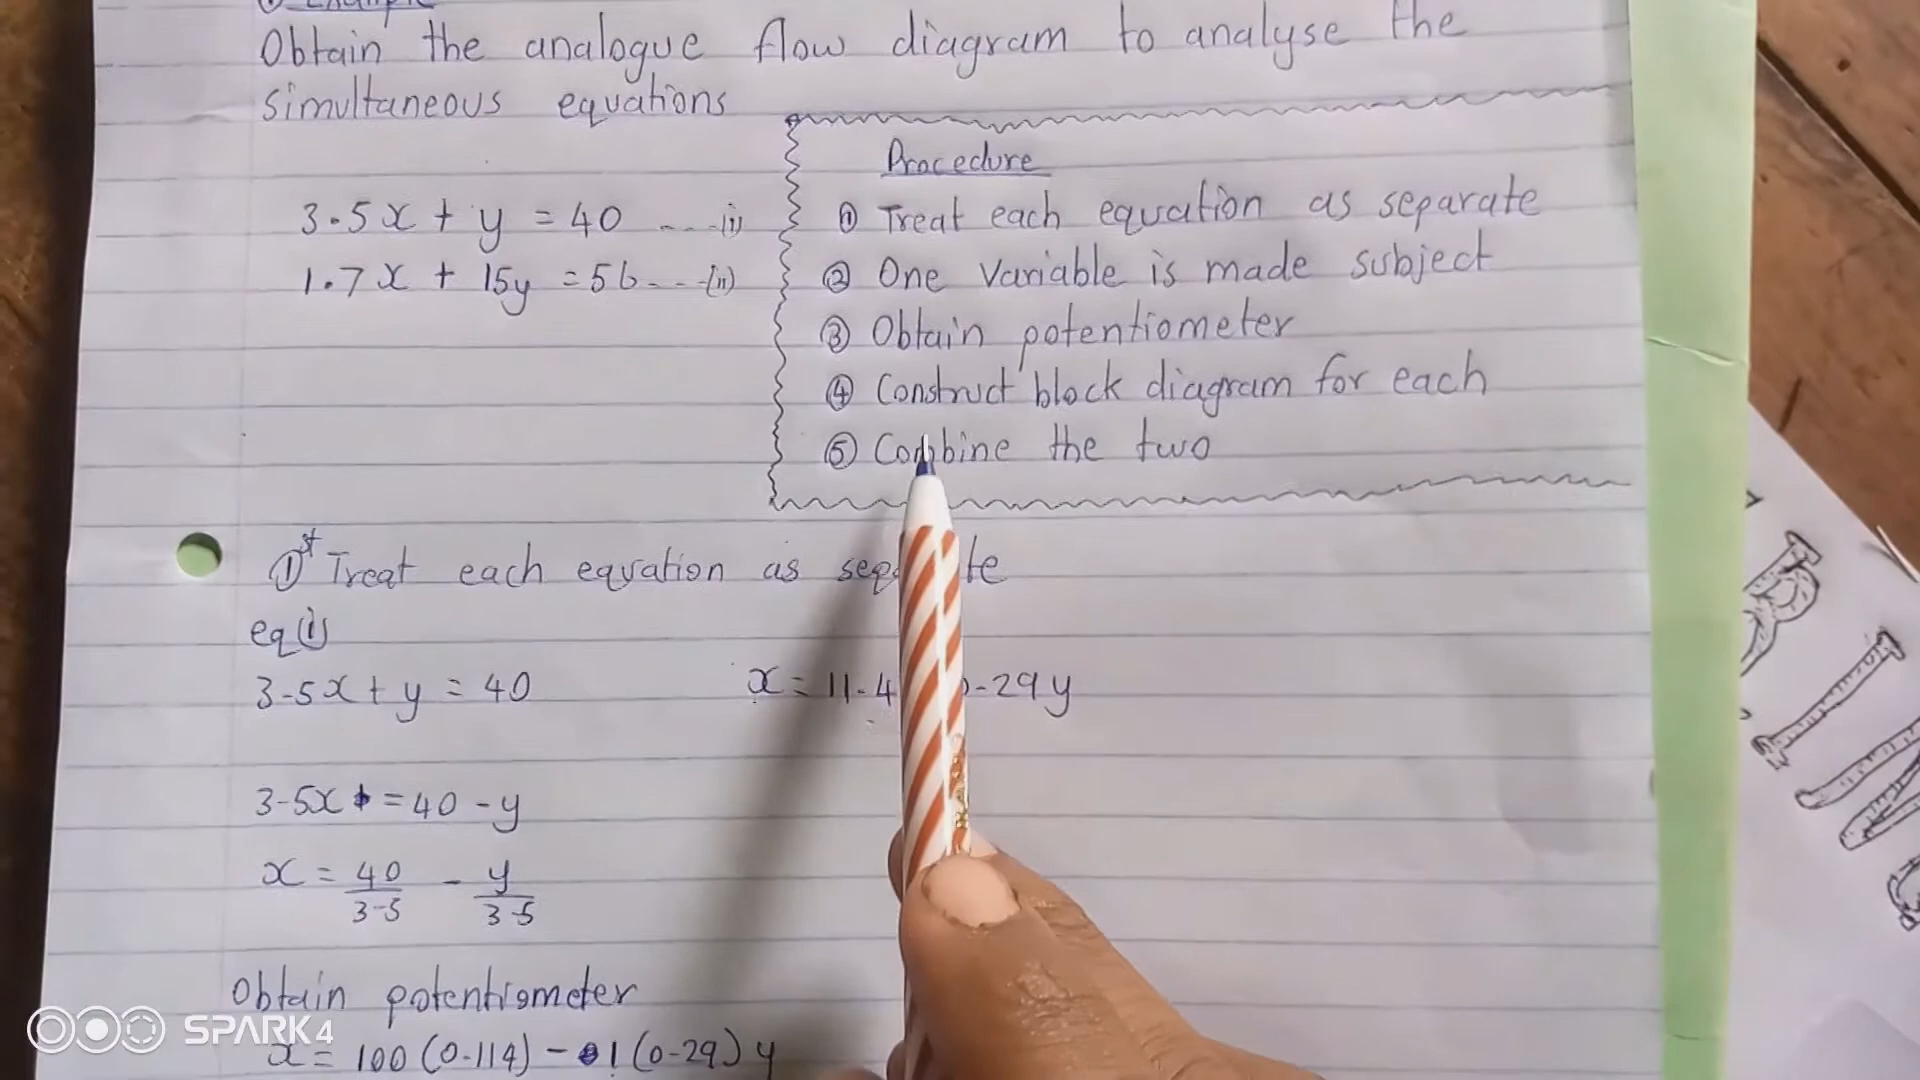 Example
Obtain the analogue flow diagram to analyse the
simultaneous equations
3.5x + y = 40 ----(i)
1.7x + 15y = 56---(ii)
Procedure
① Treat each equation as separate
② One variable is made subject
③ Obtain potentiometer
④ Construct block diagram for each
⑤ Combine the two
①st Treat each equation as
eq(i)
3.5x + y = 40
x = 11.4 .29y
3.5x = 40 - y
x = 40/3.5 - y/3.5
Obtain potentiometer
x = 100 (0.114) - 1 (0.29) y
SPARK 4